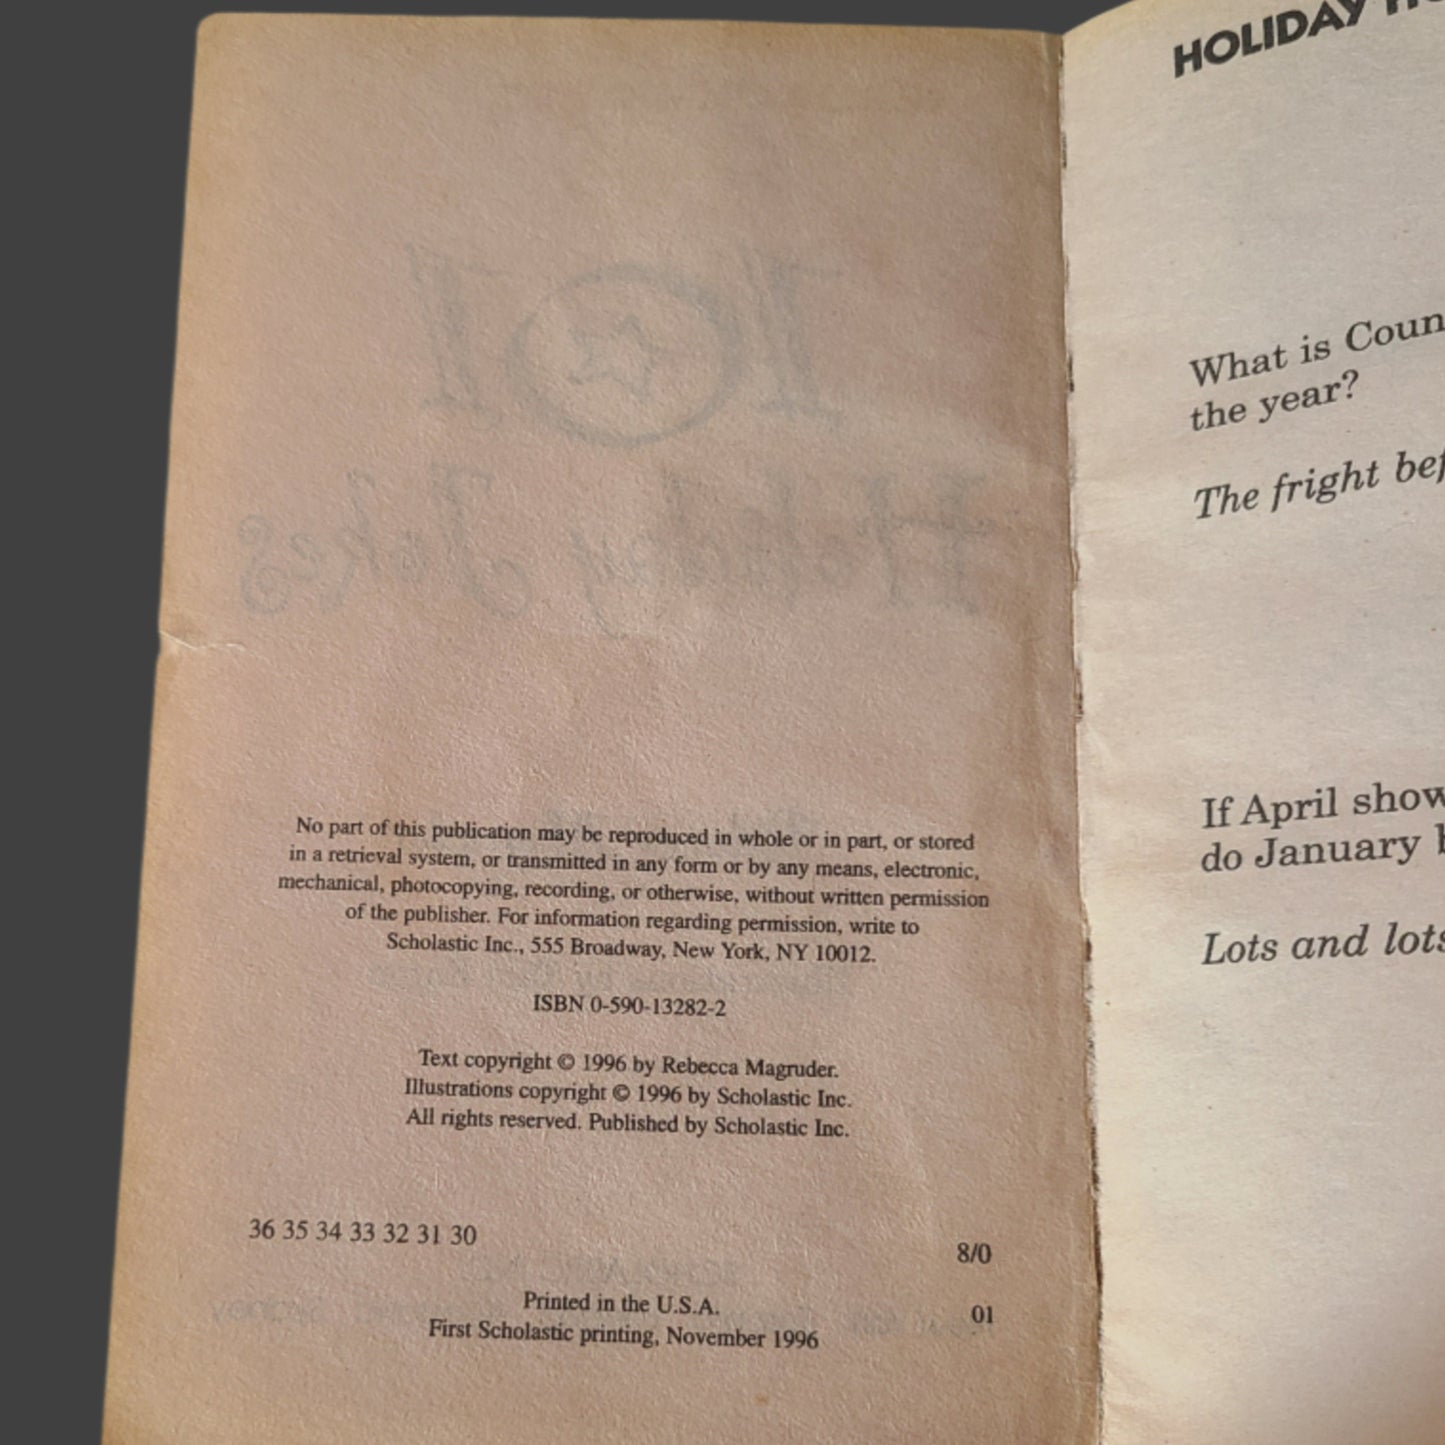 No part of this publication may be reproduced in whole or in part, or stored
in a retrieval system, or transmitted in any form or by any means, electronic,
mechanical, photocopying, recording, or otherwise, without written permission
of the publisher. For information regarding permission, write to
Scholastic Inc., 555 Broadway, New York, NY 10012.
ISBN 0-590-13282-2
Text copyright © 1996 by Rebecca Magruder.
Illustrations copyright © 1996 by Scholastic Inc.
All rights reserved. Published by Scholastic Inc.
36 35 34 33 32 31 30
8/0
Printed in the U.S.A.
01
First Scholastic printing, November 1996
HOLIDAY
What is Coun
the year?
The fright bef
If April show
do January
Lots and lots